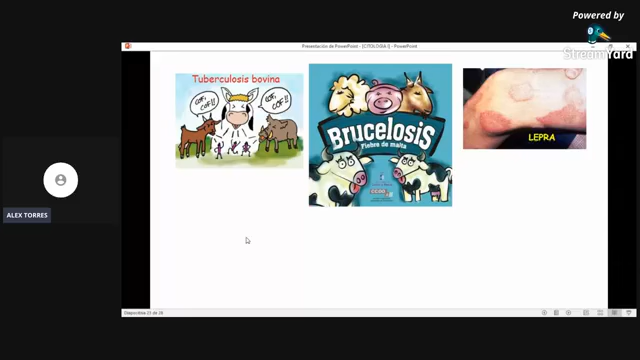 Powered by
StreamYard
Presentación de PowerPoint - [CITOLOGIA I] - PowerPoint
Tuberculosis bovina
COF, COF!!
COF, COF!!
Brucelosis
Fiebre de malta
LEPRA
ALEX TORRES